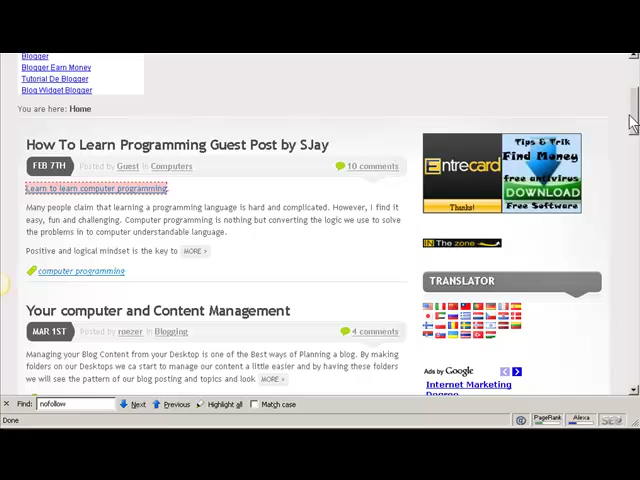 Blogger
Blogger Earn Money
Tutorial De Blogger
Blog Widget Blogger
You are here: Home
How To Learn Programming Guest Post by SJay
FEB 7TH Posted by Guest in Computers 10 comments
Learn to learn computer programming.
Many people claim that learning a programming language is hard and complicated. However, I find it
easy, fun and challenging. Computer programming is nothing but converting the logic we use to solve
the problems in to computer understandable language.
Positive and logical mindset is the key to MORE >
computer programming
Your computer and Content Management
MAR 1ST Posted by roezer in Blogging 4 comments
Managing your Blog Content from your Desktop is one of the Best ways of Planning a blog. By making
folders on our Desktops we ca start to manage our content a little easier and by having these folders
we will see the pattern of our blog posting and topics and look MORE >
Entrecard
Thanks!
Tips & Trik
Find Money
free antivirus
DOWNLOAD
Free Software
IN The zone
TRANSLATOR
Ads by Google
Internet Marketing
Degree
Find: nofollow Next Previous Highlight all Match case
Done PageRank Alexa SEO